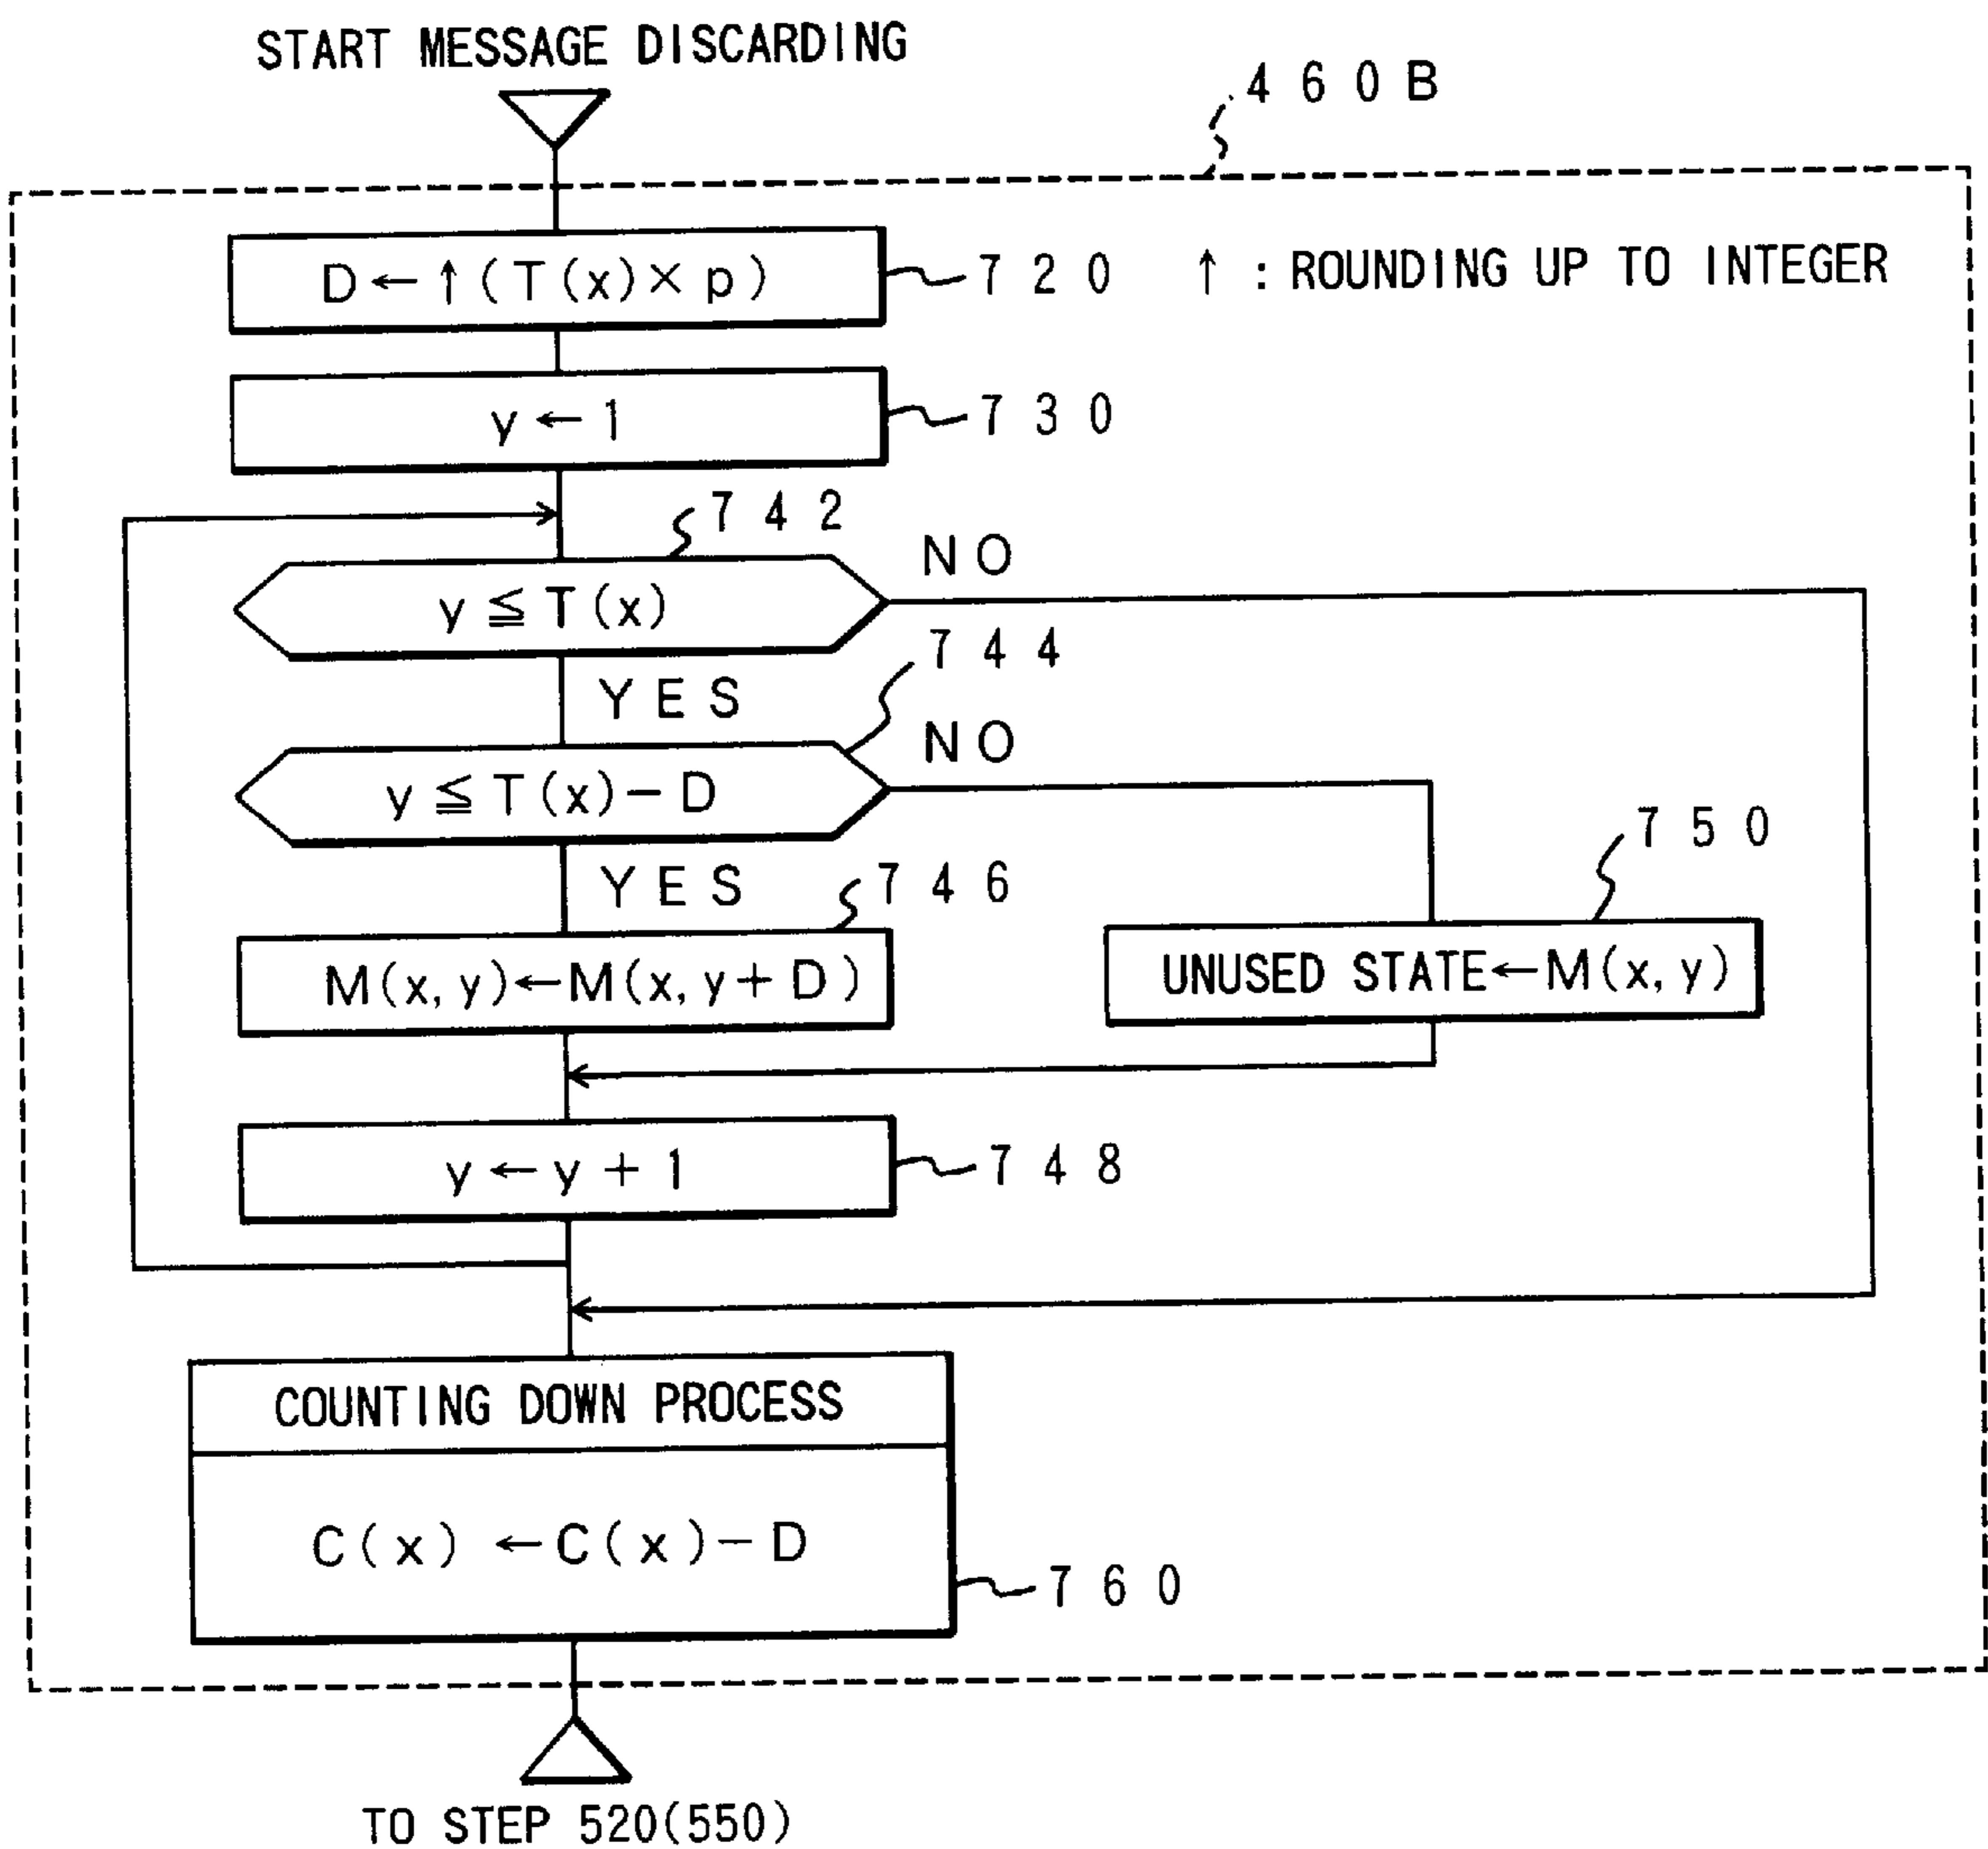 START MESSAGE DISCARDING
460B
D←↑(T(x)×p)
720
↑ : ROUNDING UP TO INTEGER
y←1
730
742
y≦T(x)
NO
YES
744
y≦T(x)−D
NO
YES
746
750
M(x,y)←M(x,y+D)
UNUSED STATE←M(x,y)
y←y+1
748
COUNTING DOWN PROCESS
C(x)←C(x)−D
760
TO STEP 520(550)